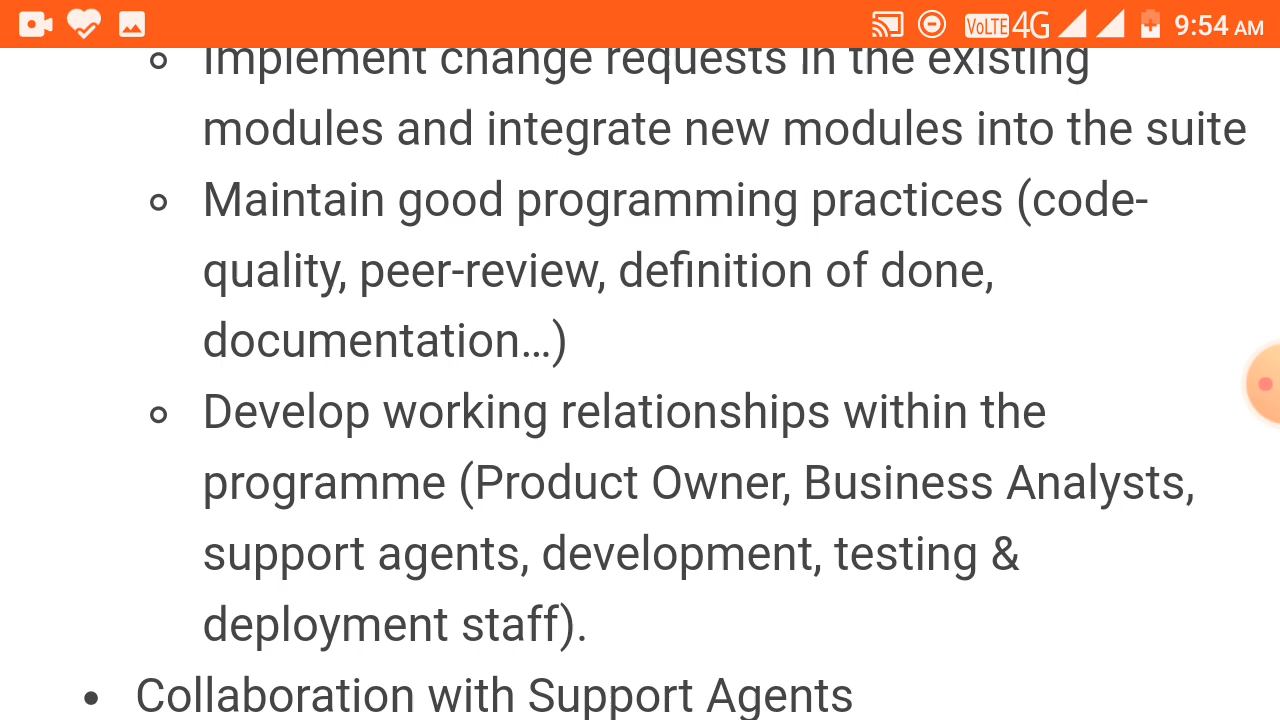 VoLTE 4G 9:54 AM
Implement change requests in the existing
modules and integrate new modules into the suite
Maintain good programming practices (code-
quality, peer-review, definition of done,
documentation…)
Develop working relationships within the
programme (Product Owner, Business Analysts,
support agents, development, testing &
deployment staff).
Collaboration with Support Agents